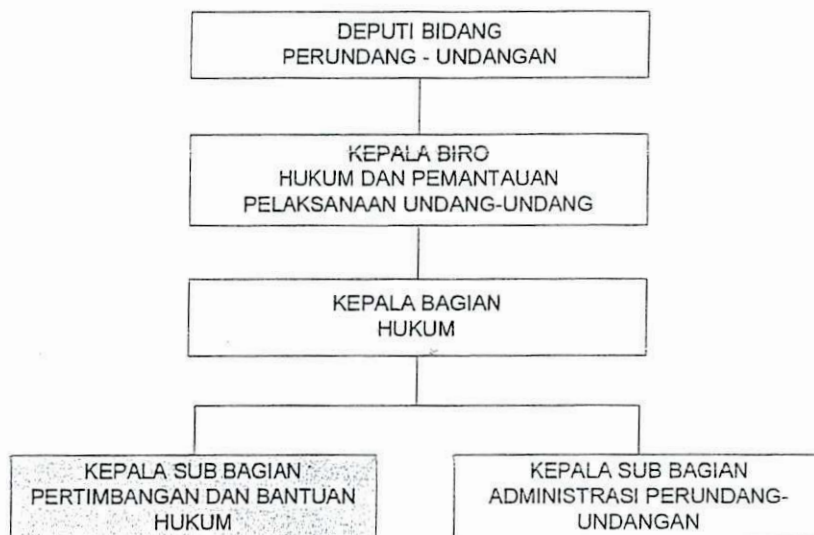 DEPUTI BIDANG
PERUNDANG - UNDANGAN
KEPALA BIRO
HUKUM DAN PEMANTAUAN
PELAKSANAAN UNDANG-UNDANG
KEPALA BAGIAN
HUKUM
KEPALA SUB BAGIAN
PERTIMBANGAN DAN BANTUAN
HUKUM
KEPALA SUB BAGIAN
ADMINISTRASI PERUNDANG-
UNDANGAN